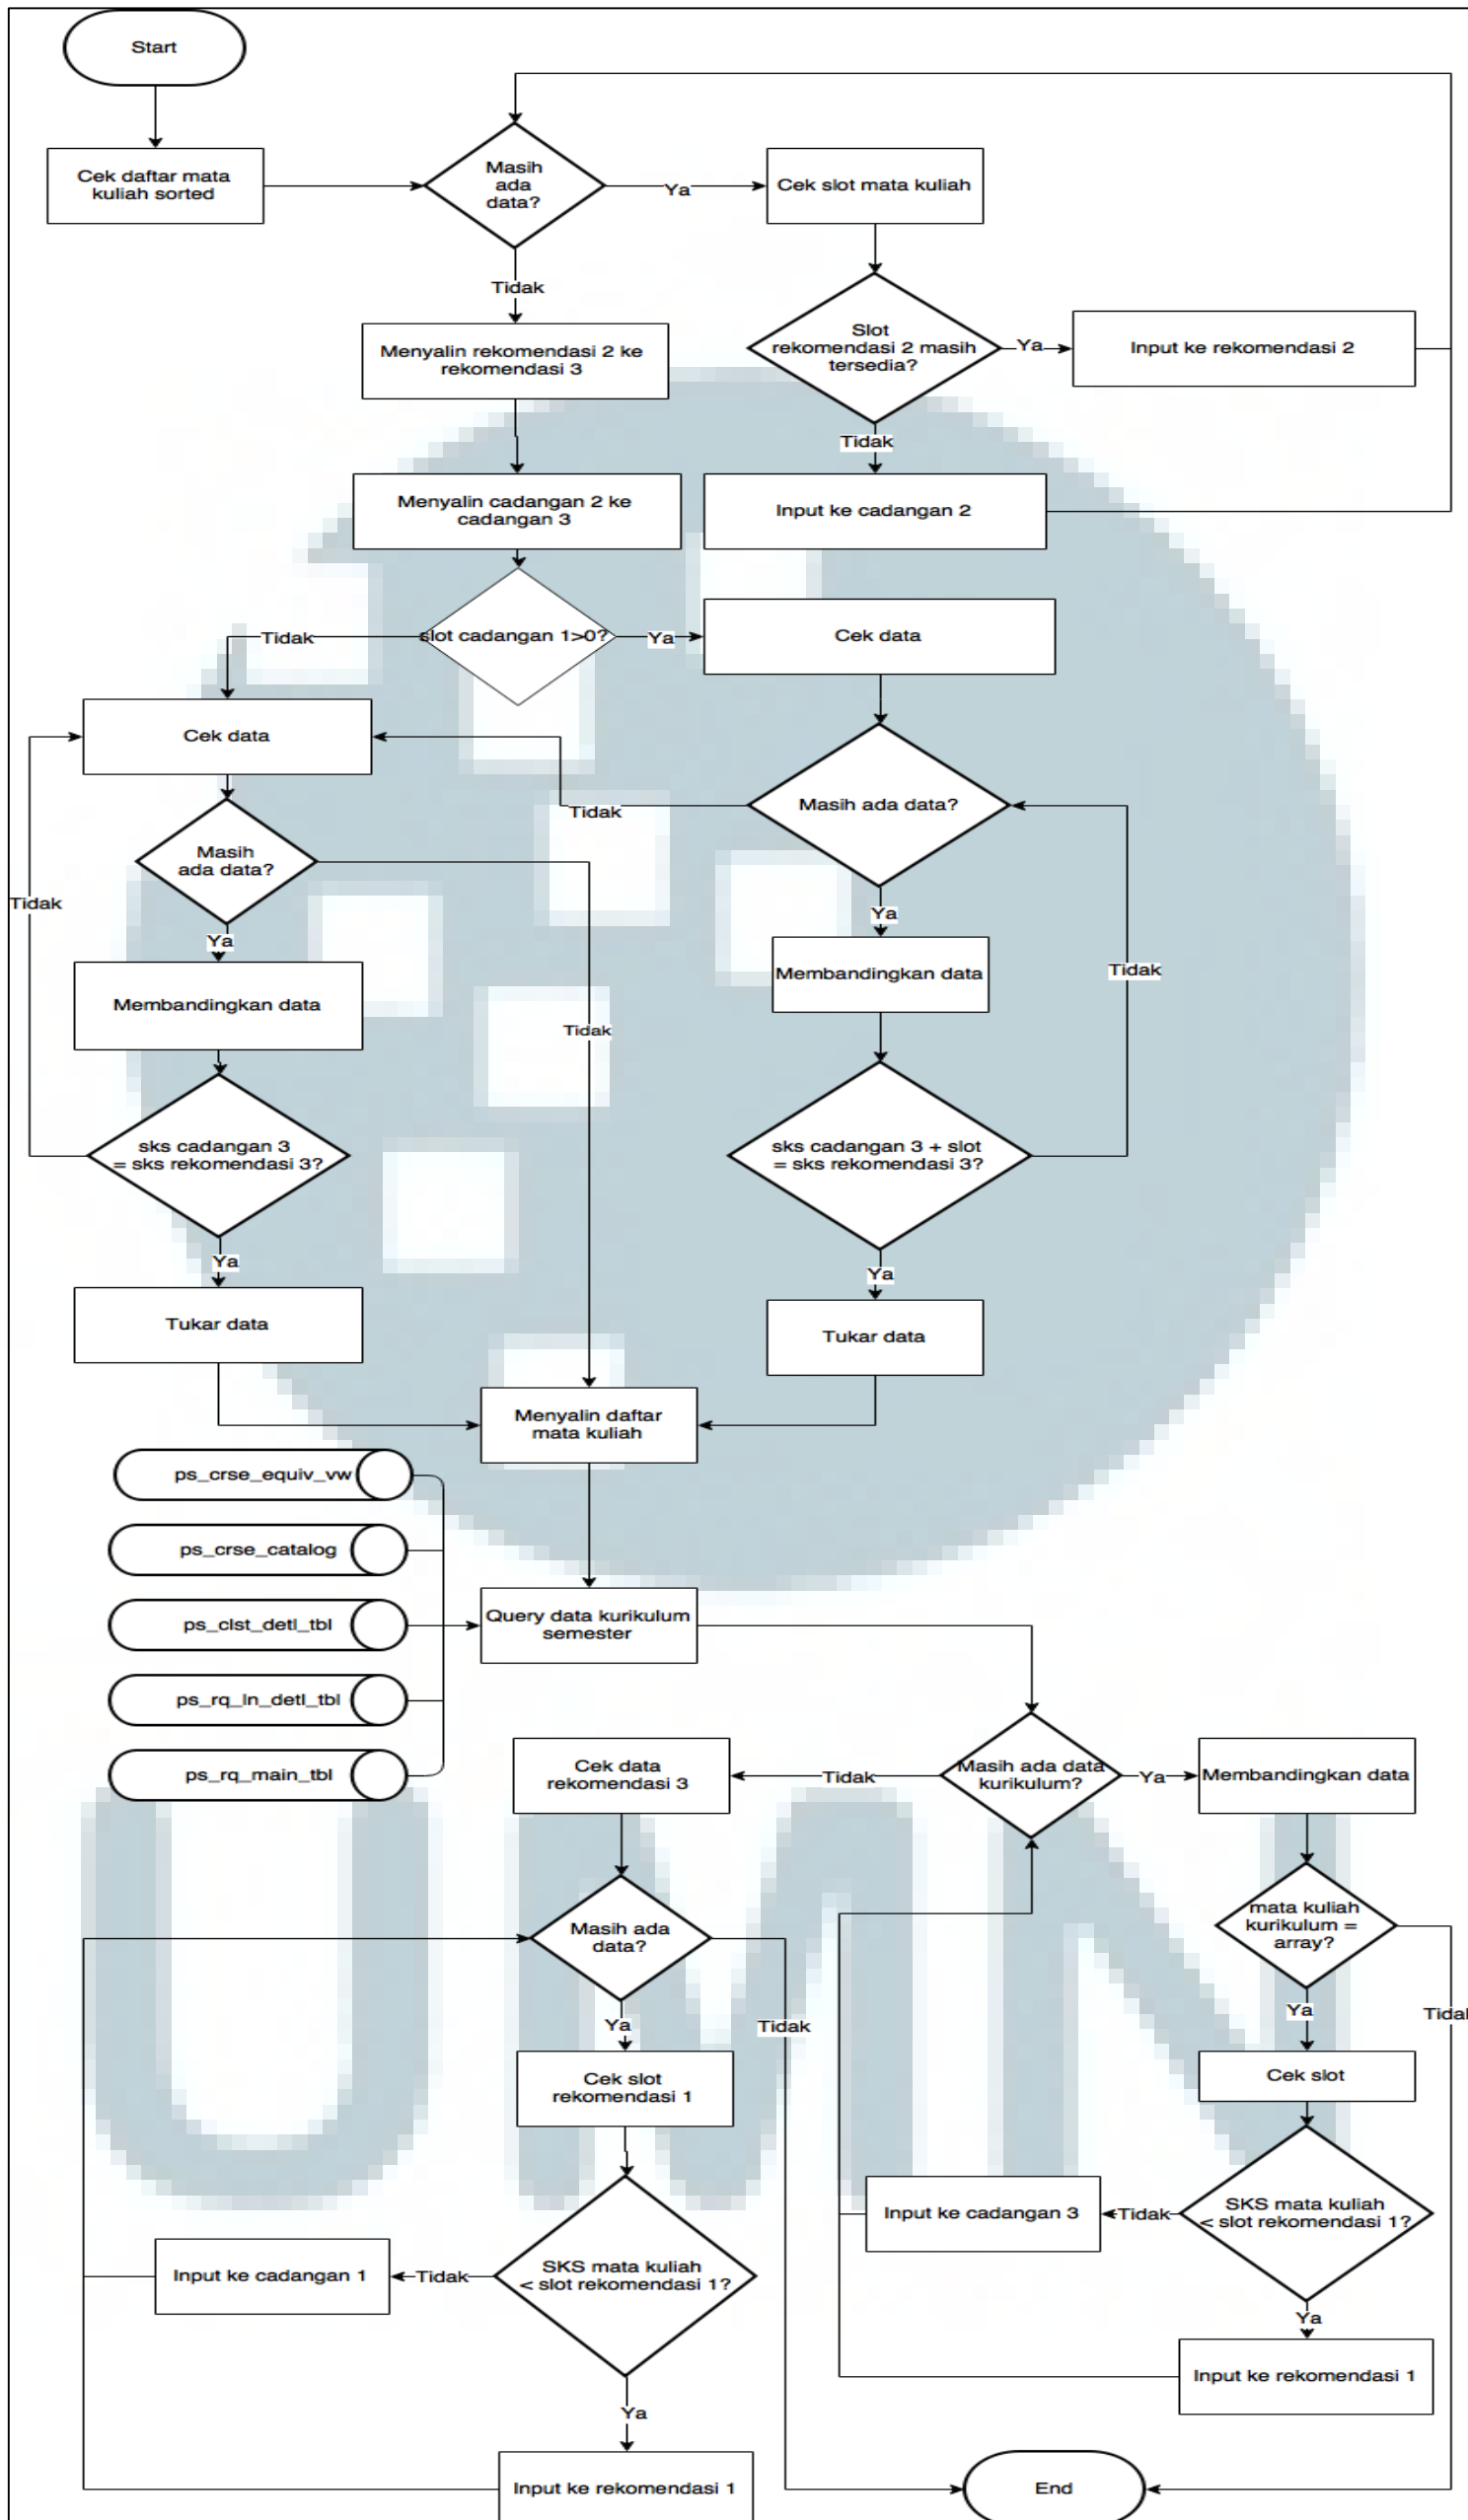 Start
Cek daftar mata
kuliah sorted
Masih
ada
data?
Ya
Cek slot mata kuliah
Tidak
Slot
rekomendasi 2 masih
tersedia?
Ya
Input ke rekomendasi 2
Menyalin rekomendasi 2 ke
rekomendasi 3
Tidak
Menyalin cadangan 2 ke
cadangan 3
Input ke cadangan 2
Tidak
slot cadangan 1>0?
Ya
Cek data
Cek data
Masih ada data?
Tidak
Masih
ada data?
Tidak
Ya
Ya
Membandingkan data
Membandingkan data
Tidak
Tidak
sks cadangan 3
= sks rekomendasi 3?
sks cadangan 3 + slot
= sks rekomendasi 3?
Ya
Ya
Tukar data
Tukar data
Menyalin daftar
mata kuliah
ps_crse_equiv_vw
ps_crse_catalog
ps_clst_detl_tbl
Query data kurikulum
semester
ps_rq_ln_detl_tbl
ps_rq_main_tbl
Cek data
rekomendasi 3
Tidak
Masih ada data
kurikulum?
Ya
Membandingkan data
Masih ada
data?
mata kuliah
kurikulum =
array?
Ya
Tidak
Ya
Tidak
Cek slot
rekomendasi 1
Cek slot
Input ke cadangan 3
Tidak
SKS mata kuliah
< slot rekomendasi 1?
Input ke cadangan 1
Tidak
SKS mata kuliah
< slot rekomendasi 1?
Ya
Input ke rekomendasi 1
Ya
Input ke rekomendasi 1
End
UMN